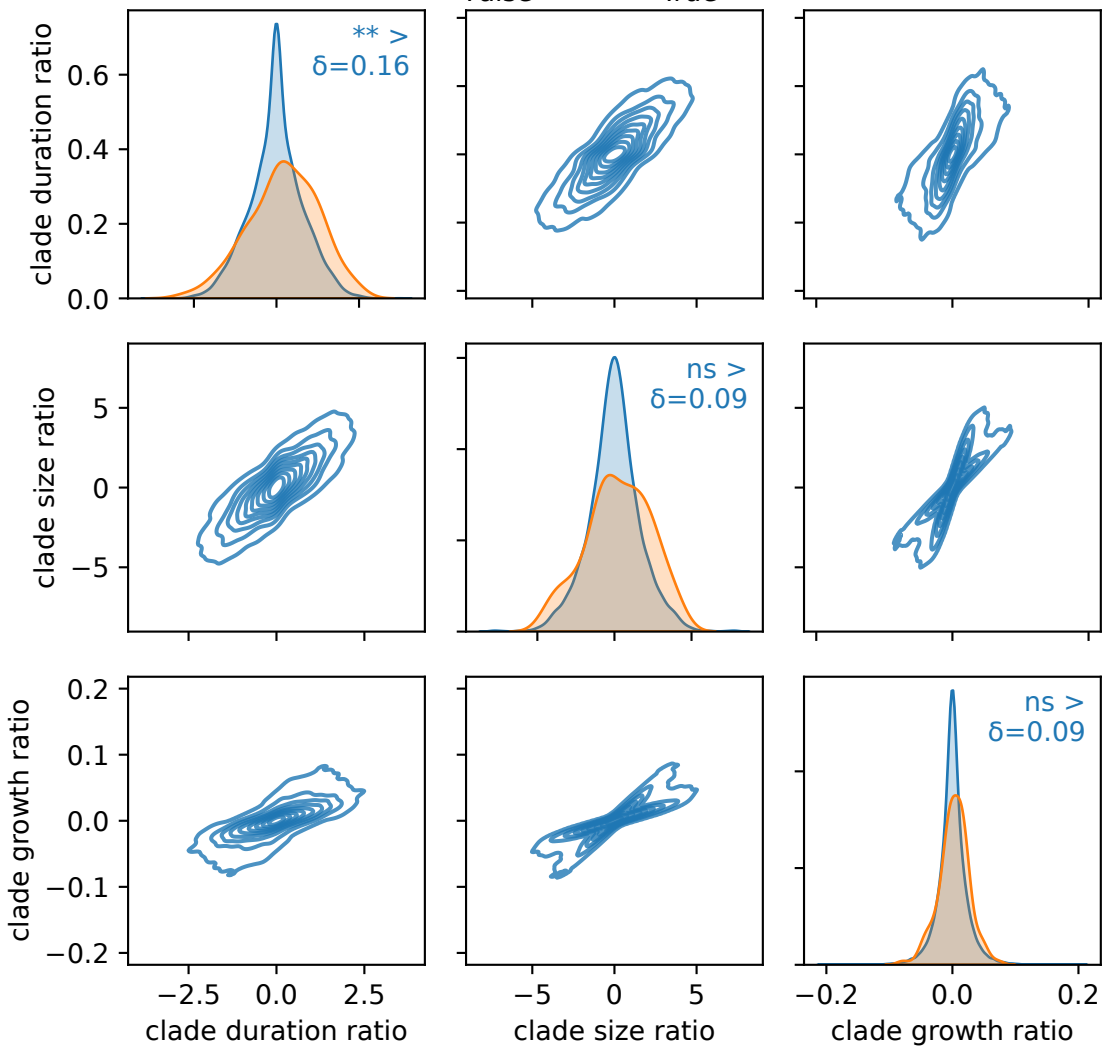 ** >
δ=0.16
clade duration ratio
0.6
0.4
0.2
0.0
ns >
δ=0.09
clade size ratio
5
0
−5
ns >
δ=0.09
clade growth ratio
0.2
0.1
0.0
−0.1
−0.2
−2.5 0.0 2.5
−5 0 5
−0.2 0.0 0.2
clade duration ratio
clade size ratio
clade growth ratio